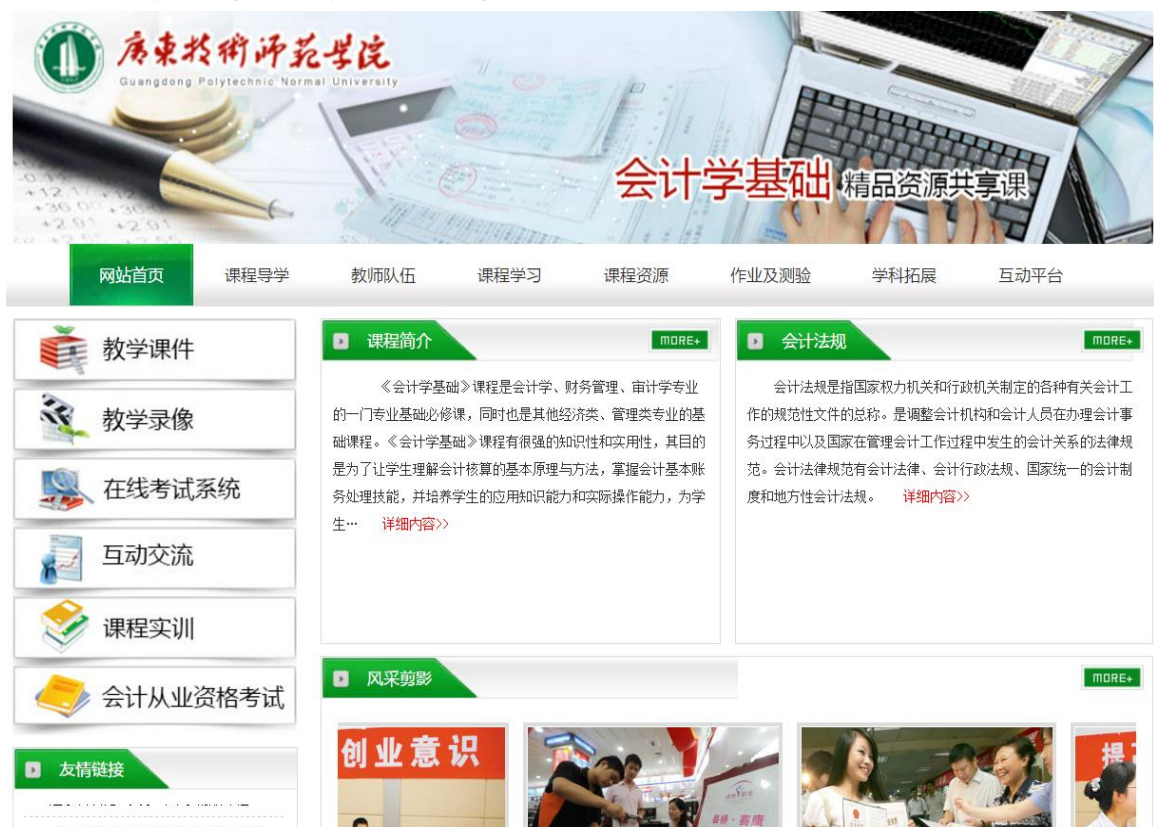 廣東技術师范学院
Guangdong Polytechnic Normal University
会计学基础 精品资源共享课
网站首页 课程导学 教师队伍 课程学习 课程资源 作业及测验 学科拓展 互动平台
教学课件
教学录像
在线考试系统
互动交流
课程实训
会计从业资格考试
友情链接
课程简介 MORE+
《会计学基础》课程是会计学、财务管理、审计学专业
的一门专业基础必修课，同时也是其他经济类、管理类专业的基
础课程。《会计学基础》课程有很强的知识性和实用性，其目的
是为了让学生理解会计核算的基本原理与方法，掌握会计基本账
务处理技能，并培养学生的应用知识能力和实际操作能力，为学
生… 详细内容>>
会计法规 MORE+
会计法规是指国家权力机关和行政机关制定的各种有关会计工
作的规范性文件的总称。是调整会计机构和会计人员在办理会计事
务过程中以及国家在管理会计工作过程中发生的会计关系的法律规
范。会计法律规范有会计法律、会计行政法规、国家统一的会计制
度和地方性会计法规。 详细内容>>
风采剪影 MORE+
创业意识